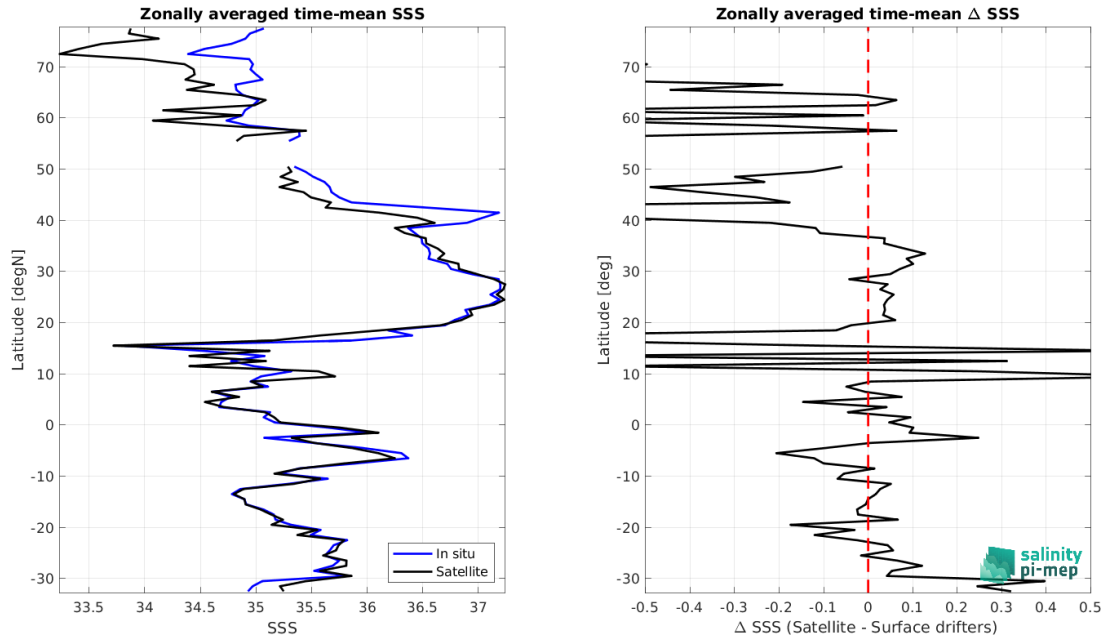 Zonally averaged time-mean SSS
Latitude [degN]
70
60
50
40
30
20
10
0
-10
-20
-30
33.5 34 34.5 35 35.5 36 36.5 37
SSS
In situ
Satellite
Zonally averaged time-mean Δ SSS
Latitude [deg]
70
60
50
40
30
20
10
0
-10
-20
-30
-0.5 -0.4 -0.3 -0.2 -0.1 0 0.1 0.2 0.3 0.4 0.5
Δ SSS (Satellite - Surface drifters)
salinity
pi-mep